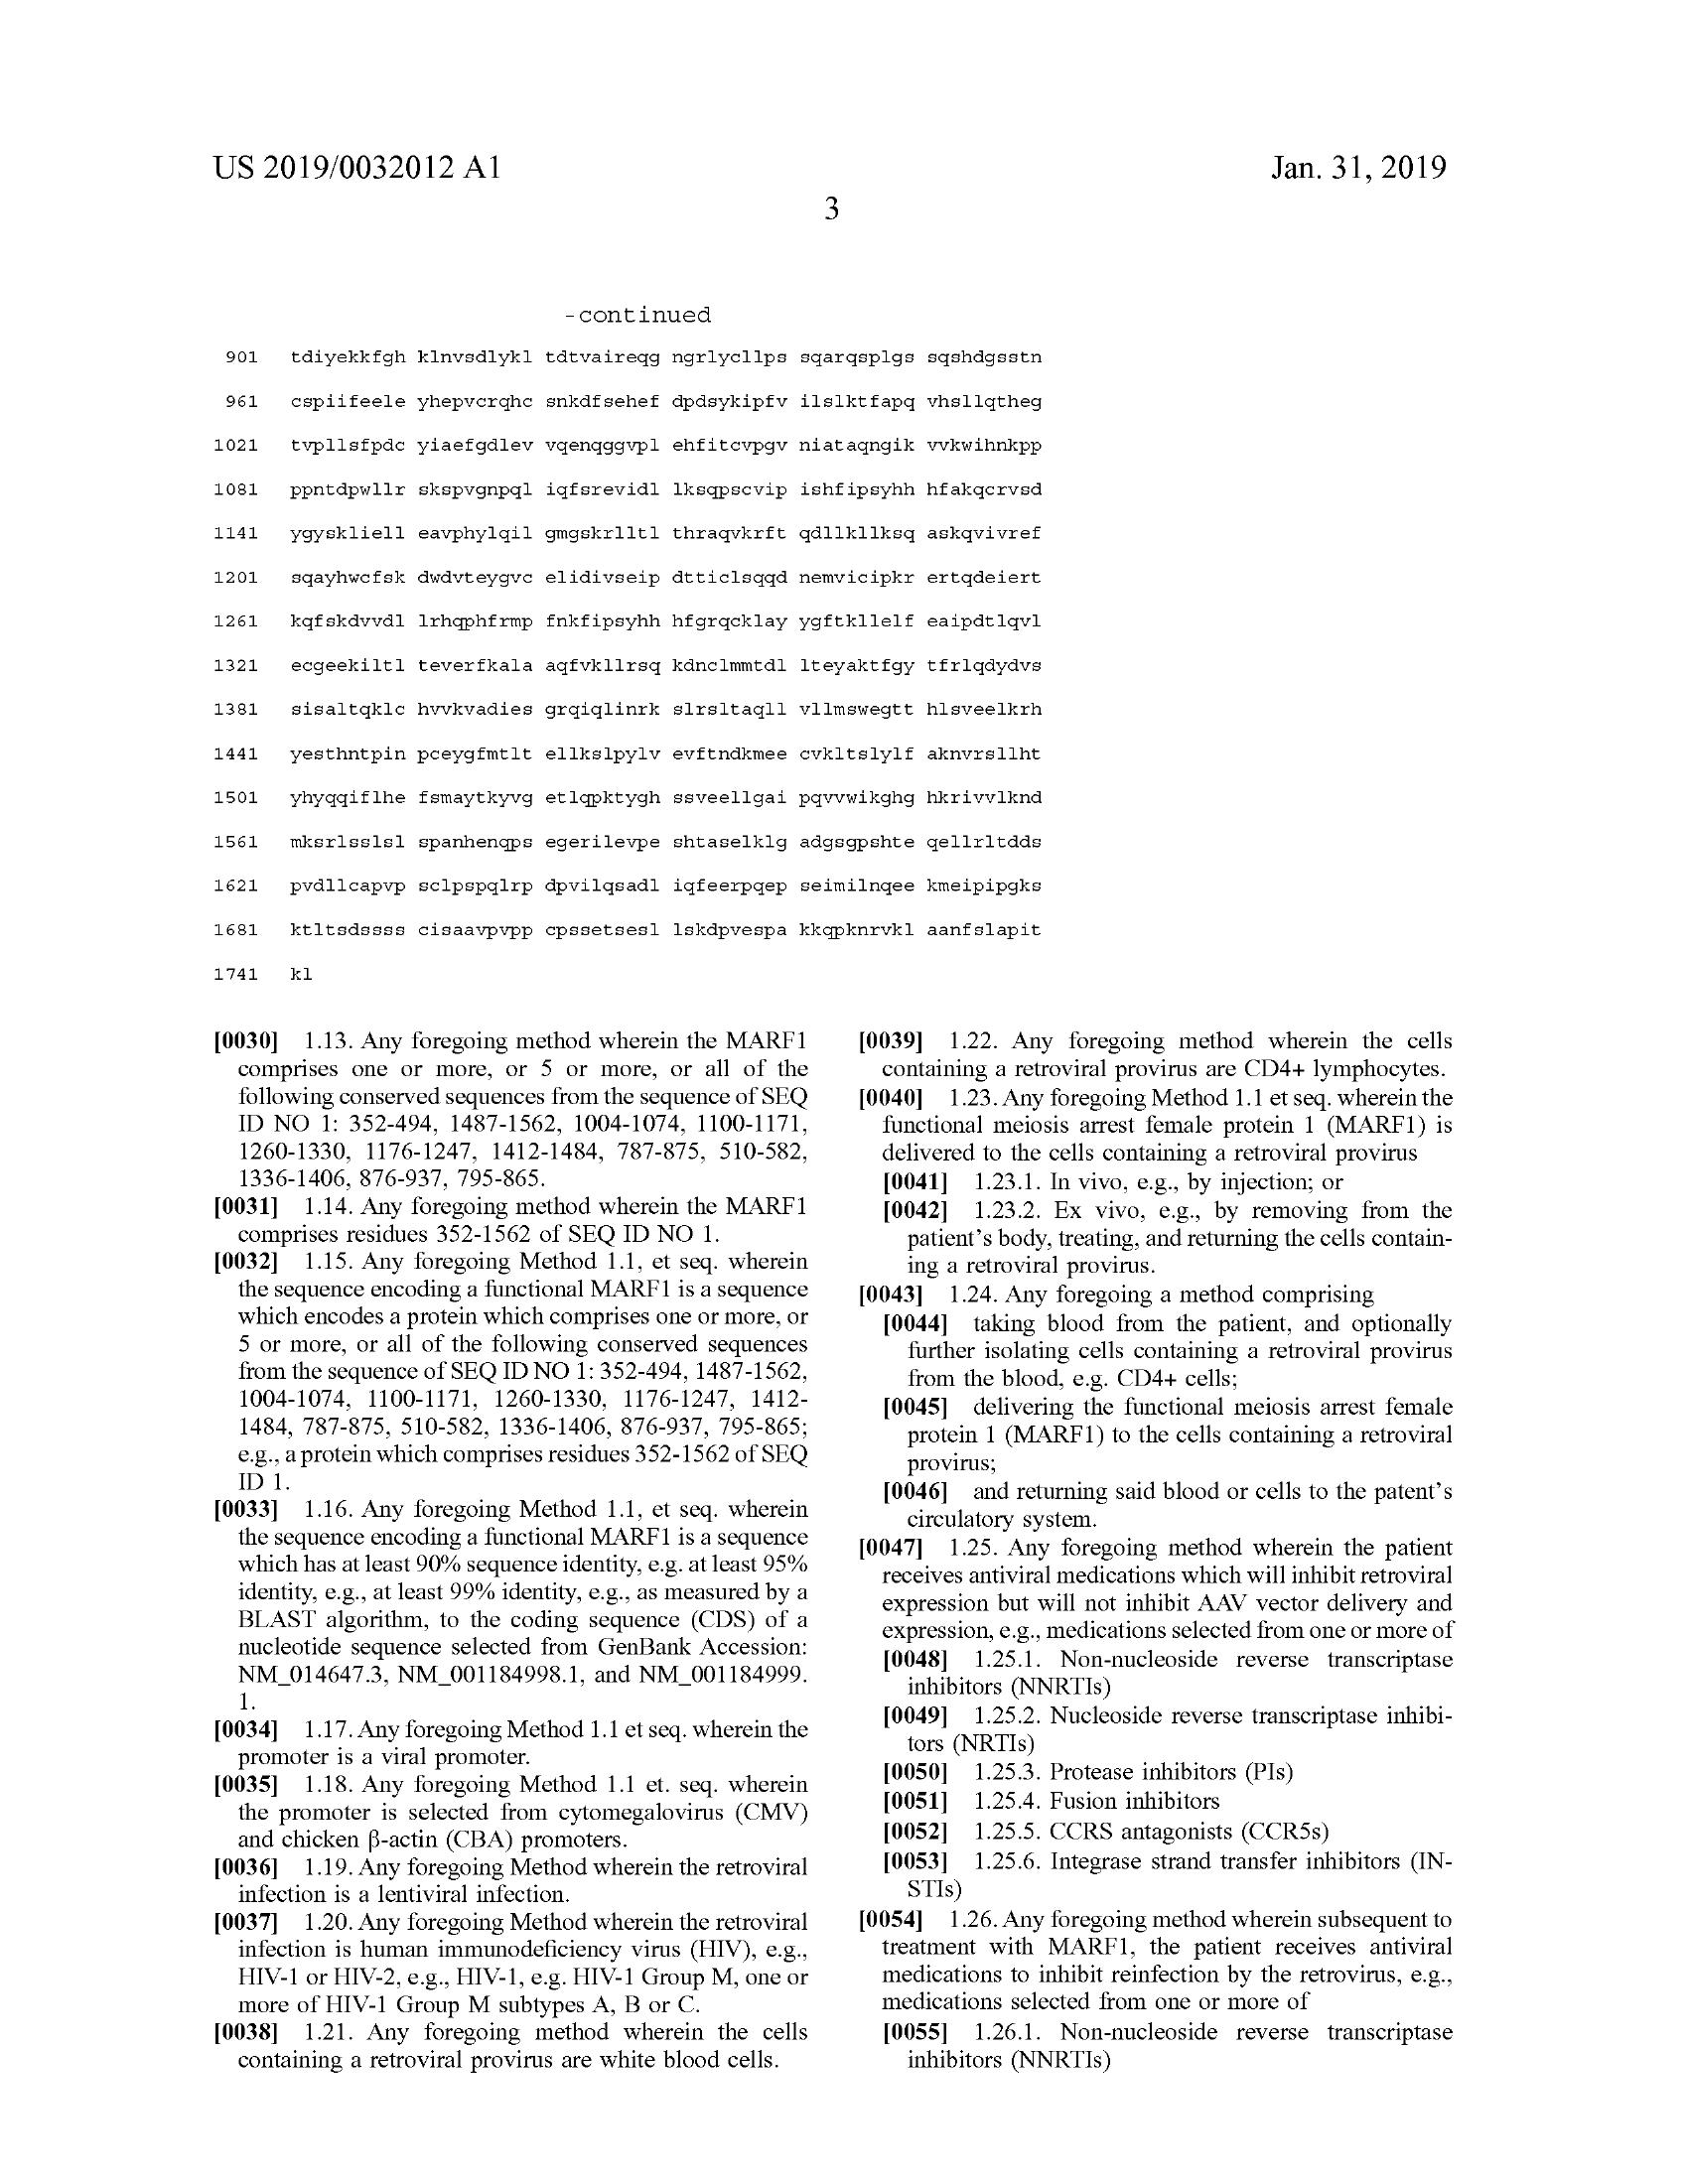 US 2019/0032012 A1
Jan. 31, 2019
3
-continued
901 tdiyekkfgh klnvsdlykl tdtvaireqg ngrlycllps sqarqsplgs sqshdgsstn
961 cspiifeele yhepvcrqhc snkdfsehef dpdsykipfv ilslktfapq vhsllqtheg
1021 tvpllsfpdc yiaefgdlev vqenqggvpl ehfitcvpgv niataqngik vvkwihnkpp
1081 ppntdpwllr skspvgnpql iqfsrevidl lksqpscvip ishfipsyhh hfakqcrvsd
1141 ygyskliell eavphylqil gmgskrlltl thraqvkrft qdllkllksq askqvivref
1201 sqayhwcfsk dwdvteygvc elidivseip dtticlsqqd nemvicipkr ertqdeiert
1261 kqfskdvvdl lrhqphfrmp fnkfipsyhh hfgrqcklay ygftkllelf eaipdtlqvl
1321 ecgeekiltl teverfkala aqfvkllrsq kdnclmmtdl lteyaktfgy tfrlqdydvs
1381 sisaltqklc hvvkvadies grqiqlinrk slrsltaqll vllmswegtt hlsveelkrh
1441 yesthntpin pceygfmtlt ellkslpylv evftndkmee cvkltslylf aknvrsllht
1501 yhyqqiflhe fsmaytkyvg etlqpktygh ssveellgai pqvvwikghg hkrivvlknd
1561 mksrlsslsl spanhenqps egerilevpe shtaselklg adgsgpshte qellrltdds
1621 pvdllcapvp sclpspqlrp dpvilqsadl iqfeerpqep seimilnqee kmeipipgks
1681 ktltsdssss cisaavpvpp cpssetsesl lskdpvespa kkqpknrvkl aanfslapit
1741 kl
[0030] 1.13. Any foregoing method wherein the MARF1
comprises one or more, or 5 or more, or all of the
following conserved sequences from the sequence of SEQ
ID NO 1: 352-494, 1487-1562, 1004-1074, 1100-1171,
1260-1330, 1176-1247, 1412-1484, 787-875, 510-582,
1336-1406, 876-937, 795-865.
[0031] 1.14. Any foregoing method wherein the MARF1
comprises residues 352-1562 of SEQ ID NO 1.
[0032] 1.15. Any foregoing Method 1.1, et seq. wherein
the sequence encoding a functional MARF1 is a sequence
which encodes a protein which comprises one or more, or
5 or more, or all of the following conserved sequences
from the sequence of SEQ ID NO 1: 352-494, 1487-1562,
1004-1074, 1100-1171, 1260-1330, 1176-1247, 1412-
1484, 787-875, 510-582, 1336-1406, 876-937, 795-865;
e.g., a protein which comprises residues 352-1562 of SEQ
ID 1.
[0033] 1.16. Any foregoing Method 1.1, et seq. wherein
the sequence encoding a functional MARF1 is a sequence
which has at least 90% sequence identity, e.g. at least 95%
identity, e.g., at least 99% identity, e.g., as measured by a
BLAST algorithm, to the coding sequence (CDS) of a
nucleotide sequence selected from GenBank Accession:
NM_014647.3, NM_001184998.1, and NM_001184999.
1.
[0034] 1.17. Any foregoing Method 1.1 et seq. wherein the
promoter is a viral promoter.
[0035] 1.18. Any foregoing Method 1.1 et. seq. wherein
the promoter is selected from cytomegalovirus (CMV)
and chicken β-actin (CBA) promoters.
[0036] 1.19. Any foregoing Method wherein the retroviral
infection is a lentiviral infection.
[0037] 1.20. Any foregoing Method wherein the retroviral
infection is human immunodeficiency virus (HIV), e.g.,
HIV-1 or HIV-2, e.g., HIV-1, e.g. HIV-1 Group M, one or
more of HIV-1 Group M subtypes A, B or C.
[0038] 1.21. Any foregoing method wherein the cells
containing a retroviral provirus are white blood cells.
[0039] 1.22. Any foregoing method wherein the cells
containing a retroviral provirus are CD4+ lymphocytes.
[0040] 1.23. Any foregoing Method 1.1 et seq. wherein the
functional meiosis arrest female protein 1 (MARF1) is
delivered to the cells containing a retroviral provirus
[0041] 1.23.1. In vivo, e.g., by injection; or
[0042] 1.23.2. Ex vivo, e.g., by removing from the
patient's body, treating, and returning the cells contain-
ing a retroviral provirus.
[0043] 1.24. Any foregoing a method comprising
[0044] taking blood from the patient, and optionally
further isolating cells containing a retroviral provirus
from the blood, e.g. CD4+ cells;
[0045] delivering the functional meiosis arrest female
protein 1 (MARF1) to the cells containing a retroviral
provirus;
[0046] and returning said blood or cells to the patent's
circulatory system.
[0047] 1.25. Any foregoing method wherein the patient
receives antiviral medications which will inhibit retroviral
expression but will not inhibit AAV vector delivery and
expression, e.g., medications selected from one or more of
[0048] 1.25.1. Non-nucleoside reverse transcriptase
inhibitors (NNRTIs)
[0049] 1.25.2. Nucleoside reverse transcriptase inhibi-
tors (NRTIs)
[0050] 1.25.3. Protease inhibitors (PIs)
[0051] 1.25.4. Fusion inhibitors
[0052] 1.25.5. CCRS antagonists (CCR5s)
[0053] 1.25.6. Integrase strand transfer inhibitors (IN-
STIs)
[0054] 1.26. Any foregoing method wherein subsequent to
treatment with MARF1, the patient receives antiviral
medications to inhibit reinfection by the retrovirus, e.g.,
medications selected from one or more of
[0055] 1.26.1. Non-nucleoside reverse transcriptase
inhibitors (NNRTIs)